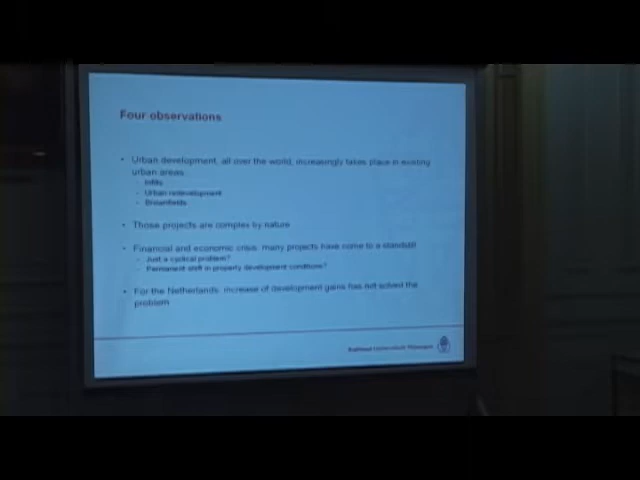 Four observations
• Urban development, all over the world, increasingly takes place in existing
urban areas:
- Infills
- Urban redevelopment
- Brownfields
• Those projects are complex by nature
• Financial and economic crisis: many projects have come to a standstill
- Just a cyclical problem?
- Permanent shift in property development conditions?
• For the Netherlands: increase of development gains has not solved the
problem
Radboud Universiteit Nijmegen